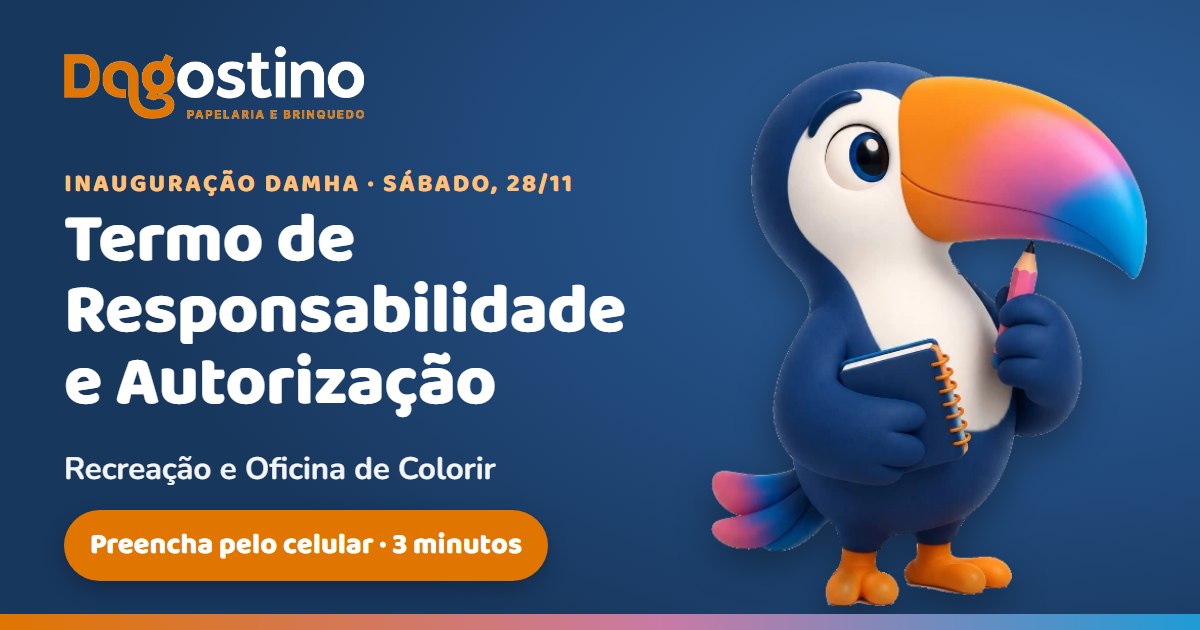 Dagostino
PAPELARIA E BRINQUEDO
INAUGURAÇÃO DAMHA · SÁBADO, 28/11
Termo de
Responsabilidade
e Autorização
Recreação e Oficina de Colorir
Preencha pelo celular · 3 minutos